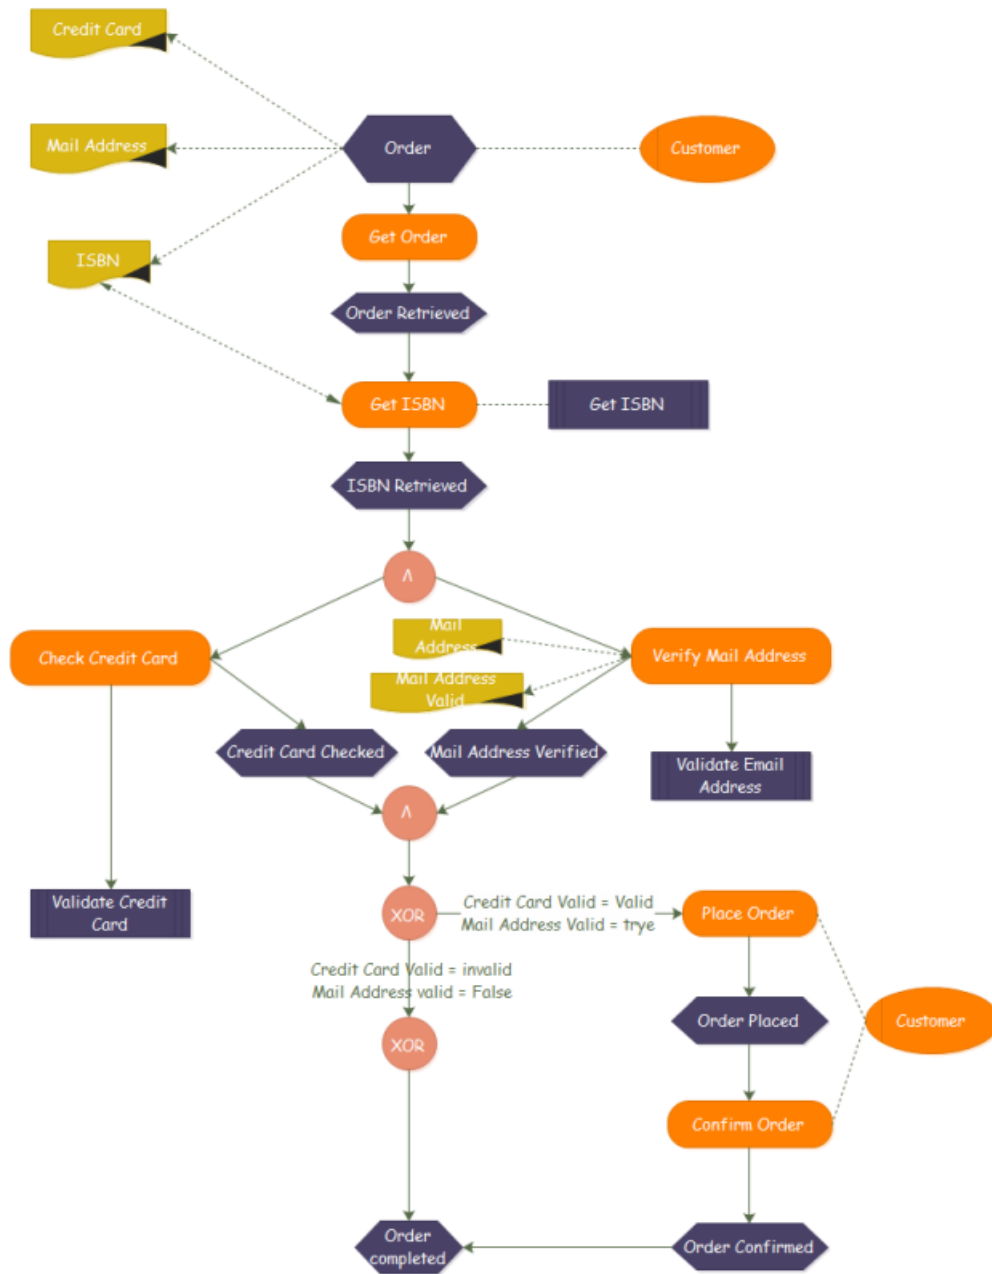 Credit Card
Mail Address
Order
Customer
Get Order
ISBN
Order Retrieved
Get ISBN
Get ISBN
ISBN Retrieved
Λ
Mail
Address
Check Credit Card
Verify Mail Address
Mail Address
Valid
Credit Card Checked
Mail Address Verified
Validate Email
Address
Λ
Validate Credit
Card
XOR
Credit Card Valid = Valid
Mail Address Valid = trye
Place Order
Credit Card Valid = invalid
Mail Address valid = False
Order Placed
Customer
XOR
Confirm Order
Order
completed
Order Confirmed